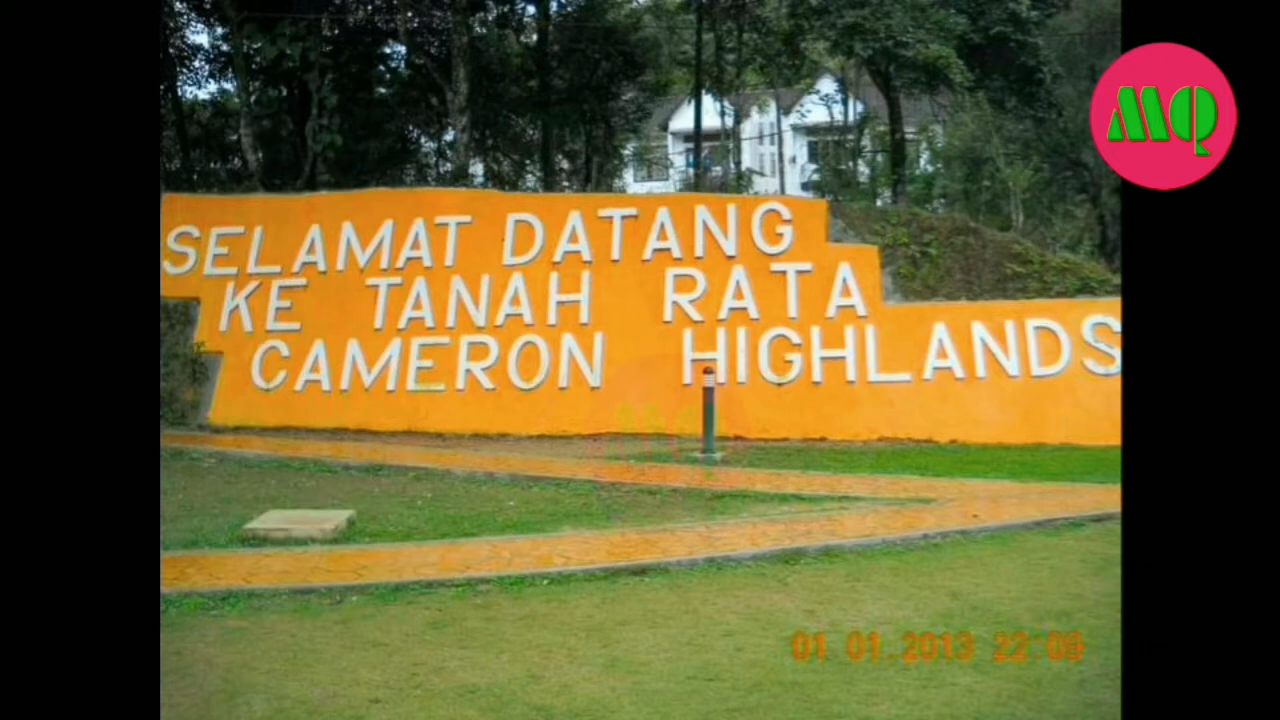 MQ
SELAMAT DATANG
KE TANAH RATA
CAMERON HIGHLANDS
01 01 2013 22:09